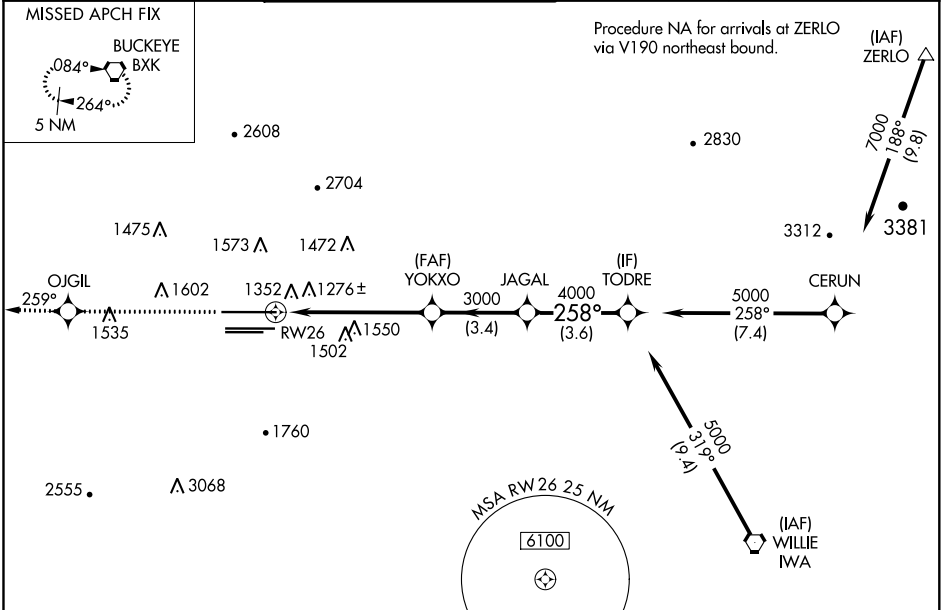 MISSED APCH FIX
BUCKEYE
BXK
084°
264°
5 NM
Procedure NA for arrivals at ZERLO
via V190 northeast bound.
(IAF)
ZERLO
7000
188°
(9.8)
2608
2830
2704
3381
3312
1475
1573
1472
OJGIL
(FAF)
YOKXO
JAGAL
(IF)
TODRE
CERUN
259°
1602
1352
1276±
3000
(3.4)
4000
258°
(3.6)
5000
258°
(7.4)
1535
RW26
1502
1550
1760
5000
319°
(9.4)
2555
3068
MSA RW26 25 NM
6100
(IAF)
WILLIE
IWA